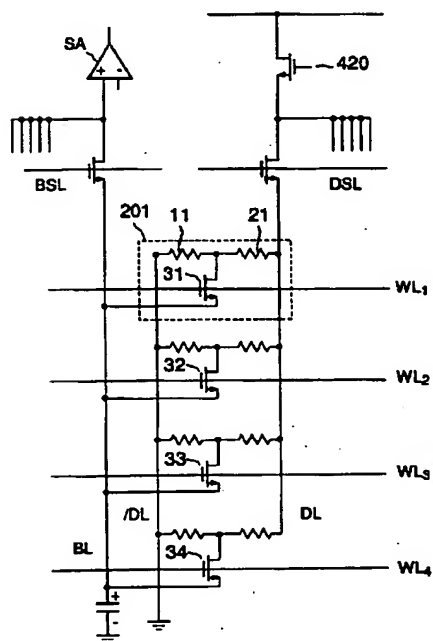 SA
+ -
420
BSL
DSL
201
11
21
31
WL1
32
WL2
33
WL3
/DL
DL
BL
34
WL4
+
-